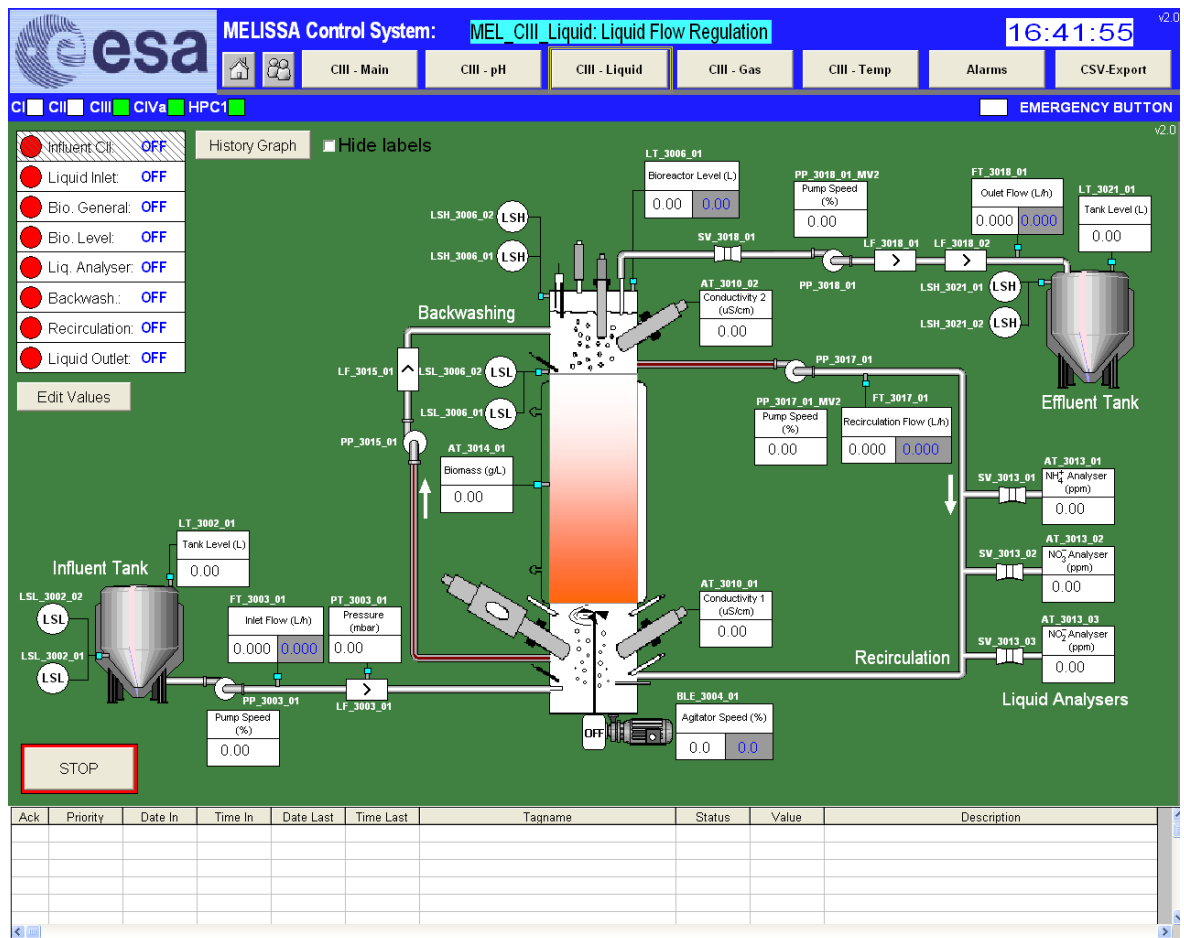 esa
MELISSA Control System:
MEL_CIII_Liquid: Liquid Flow Regulation
16:41:55
v2.0
CIII - Main
CIII - pH
CIII - Liquid
CIII - Gas
CIII - Temp
Alarms
CSV-Export
CI CII CIII CIVa HPC1
EMERGENCY BUTTON
v2.0
Influent CII: OFF
Liquid Inlet: OFF
Bio. General: OFF
Bio. Level: OFF
Liq. Analyser: OFF
Backwash.: OFF
Recirculation: OFF
Liquid Outlet: OFF
Edit Values
History Graph
Hide labels
LT_3006_01
Bioreactor Level (L)
0.00 0.00
PP_3018_01_MV2
Pump Speed
(%)
0.00
FT_3018_01
Oulet Flow (L/h)
0.000 0.000
LT_3021_01
Tank Level (L)
0.00
LSH_3006_02 LSH
LSH_3006_01 LSH
SV_3018_01
LF_3018_01
>
LF_3018_02
>
PP_3018_01
LSH_3021_01 LSH
LSH_3021_02 LSH
Effluent Tank
AT_3010_02
Conductivity 2
(uS/cm)
0.00
Backwashing
LF_3015_01
LSL_3006_02 LSL
LSL_3006_01 LSL
PP_3015_01
AT_3014_01
Biomass (g/L)
0.00
PP_3017_01
PP_3017_01_MV2
Pump Speed
(%)
0.00
FT_3017_01
Recirculation Flow (L/h)
0.000 0.000
AT_3013_01
SV_3013_01
NH4+ Analyser
(ppm)
0.00
AT_3013_02
SV_3013_02
NO3- Analyser
(ppm)
0.00
AT_3013_03
SV_3013_03
NO2- Analyser
(ppm)
0.00
Liquid Analysers
Recirculation
LT_3002_01
Tank Level (L)
0.00
Influent Tank
LSL_3002_02
LSL
LSL_3002_01
LSL
FT_3003_01
Inlet Flow (L/h)
0.000 0.000
PT_3003_01
Pressure
(mbar)
0.00
PP_3003_01
Pump Speed
(%)
0.00
>
LF_3003_01
AT_3010_01
Conductivity 1
(uS/cm)
0.00
BLE_3004_01
Agitator Speed (%)
0.0 0.0
OFF
STOP
Ack Priority Date In Time In Date Last Time Last Tagname Status Value Description